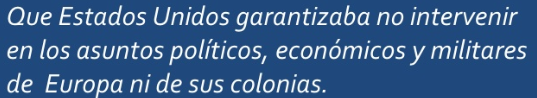 Que Estados Unidos garantizaba no intervenir
en los asuntos políticos, económicos y militares
de Europa ni de sus colonias.